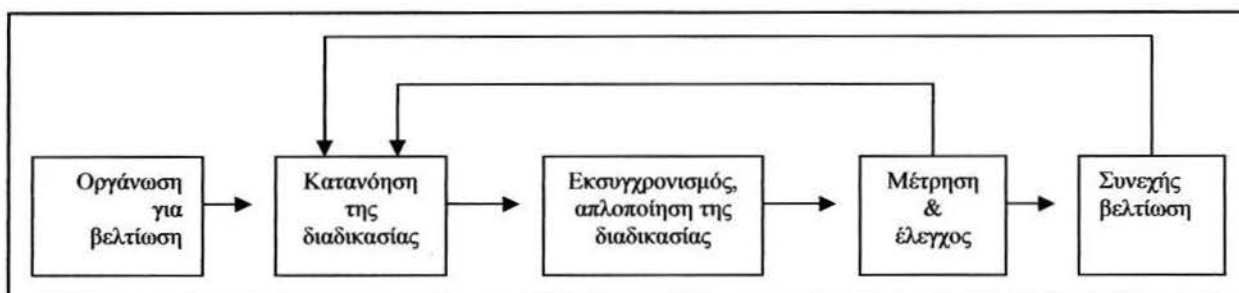 Οργάνωση
για
βελτίωση
Κατανόηση
της
διαδικασίας
Εκσυγχρονισμός,
απλοποίηση της
διαδικασίας
Μέτρηση
&
έλεγχος
Συνεχής
βελτίωση